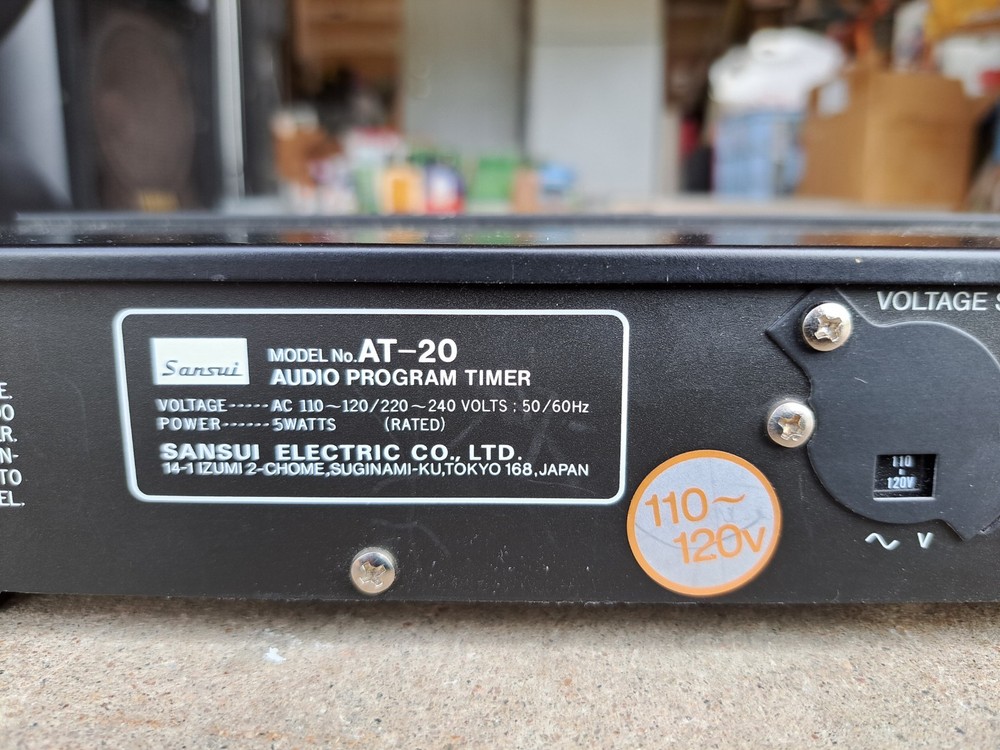 VOLTAGE
Sansui
MODEL No. AT-20
AUDIO PROGRAM TIMER
VOLTAGE-----AC 110~120/220~240 VOLTS : 50/60Hz
POWER-----5WATTS (RATED)
SANSUI ELECTRIC CO., LTD.
14-1 IZUMI 2-CHOME, SUGINAMI-KU, TOKYO 168, JAPAN
TO
110~
120V
110
~
120V
~ V